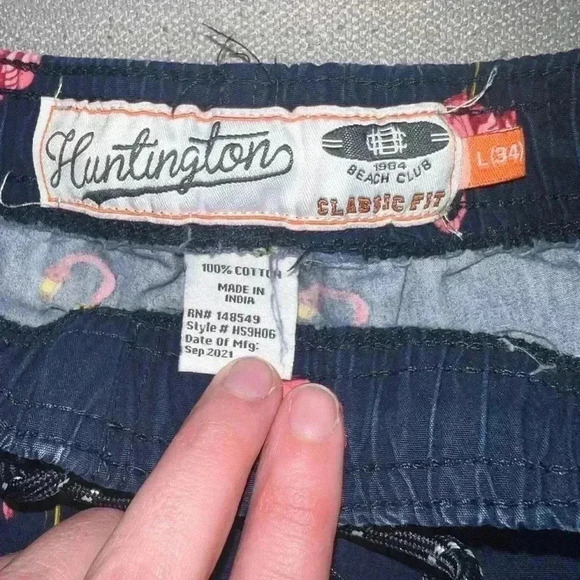 Huntington
1984
BEACH CLUB
CLASSIC FIT
L (34)
100% COTTON
MADE IN
INDIA
RN# 148549
Style # HS9H06
Date Of Mfg:
Sep 2021